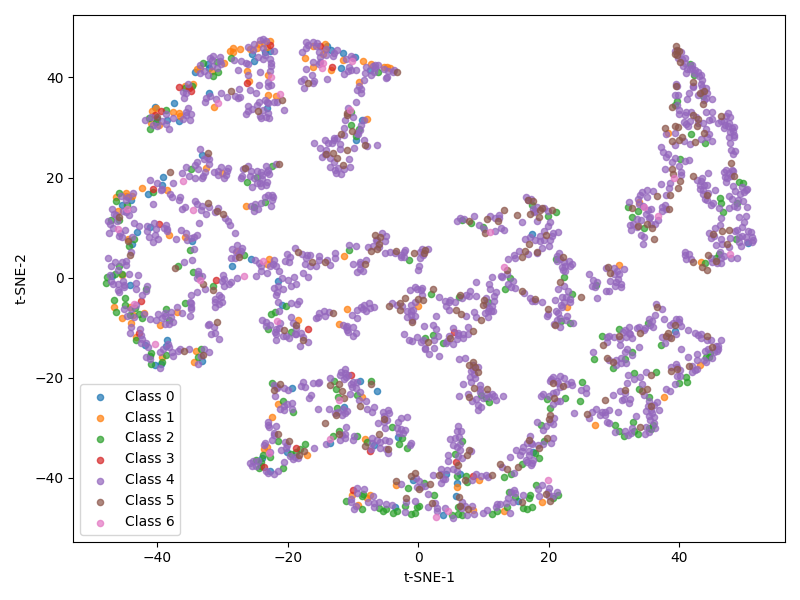 40
20
0
−20
−40
t-SNE-2
Class 0
Class 1
Class 2
Class 3
Class 4
Class 5
Class 6
−40
−20
0
20
40
t-SNE-1